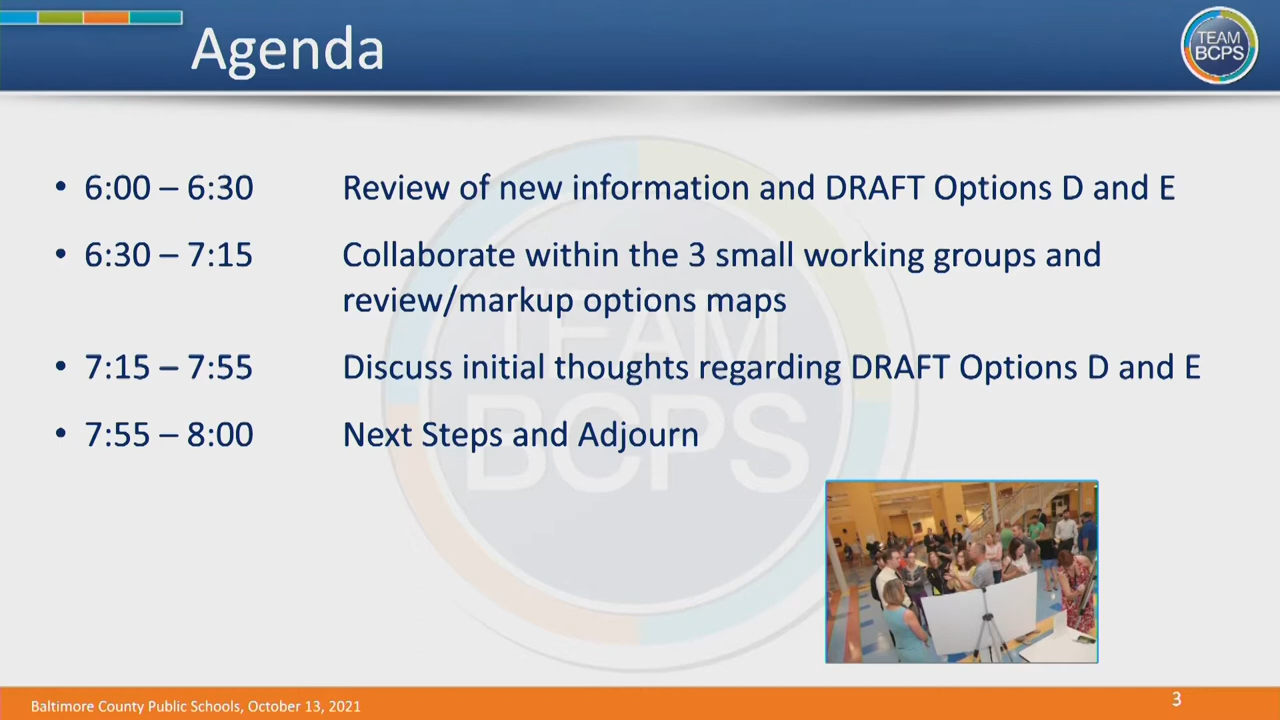 Agenda
TEAM
BCPS
• 6:00 – 6:30 Review of new information and DRAFT Options D and E
• 6:30 – 7:15 Collaborate within the 3 small working groups and
review/markup options maps
• 7:15 – 7:55 Discuss initial thoughts regarding DRAFT Options D and E
• 7:55 – 8:00 Next Steps and Adjourn
TEAM
BCPS
Baltimore County Public Schools, October 13, 2021
3